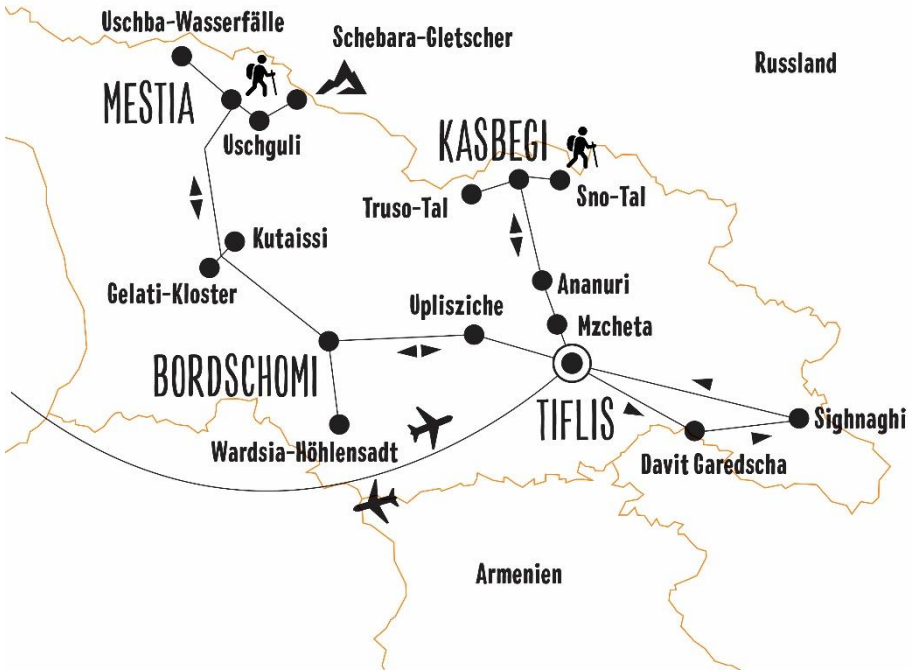 Uschba-Wasserfälle
Schebara-Gletscher
Russland
MESTIA
Uschguli
KASBEGI
Truso-Tal
Sno-Tal
Kutaissi
Gelati-Kloster
Ananuri
Uplisziche
Mzcheta
BORDSCHOMI
TIFLIS
Sighnaghi
Wardsia-Höhlensadt
Davit Garedscha
Armenien